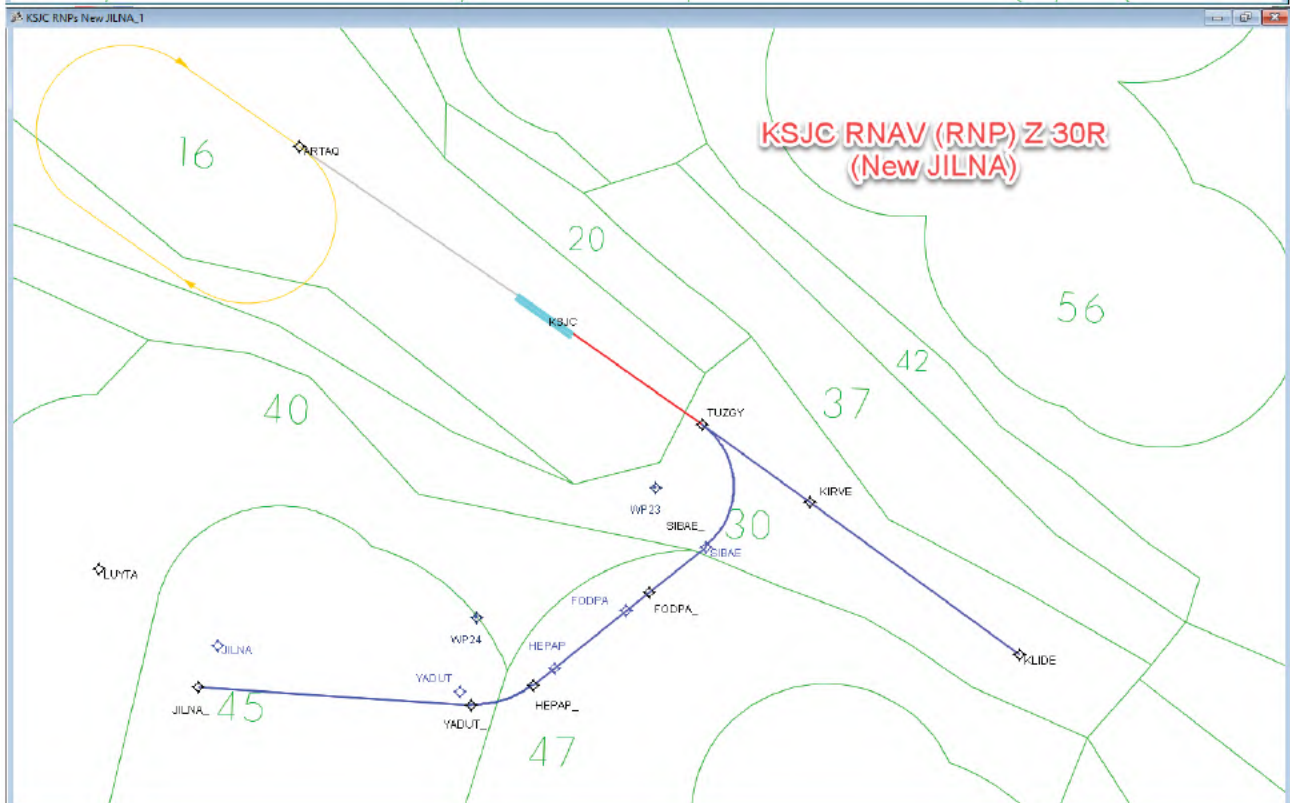 KSJC RNPs New JILNA_1
KSJC RNAV (RNP) Z 30R
(New JILNA)
16
ARTAQ
20
56
KSJC
42
40
37
TUZGY
KIRVE
WP23
SIBAE_
30
SIBAE
LUYTA
FODPA
FODPA_
WP24
JILNA
HEPAP
KLIDE
YADUT
HEPAP_
JILNA_
45
YADUT_
47